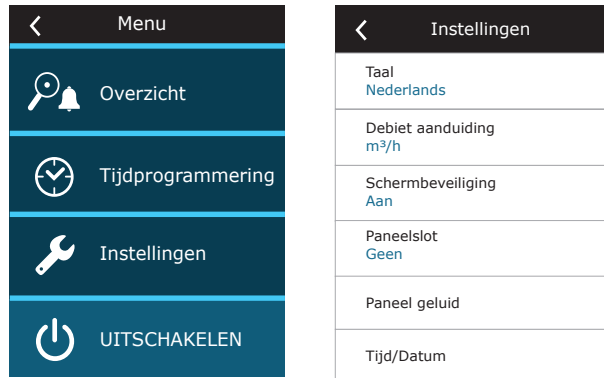 Menu
Overzicht
Tijdprogrammering
Instellingen
UITSCHAKELEN
Instellingen
Taal
Nederlands
Debiet aanduiding
m³/h
Schermbeveiliging
Aan
Paneelslot
Geen
Paneel geluid
Tijd/Datum